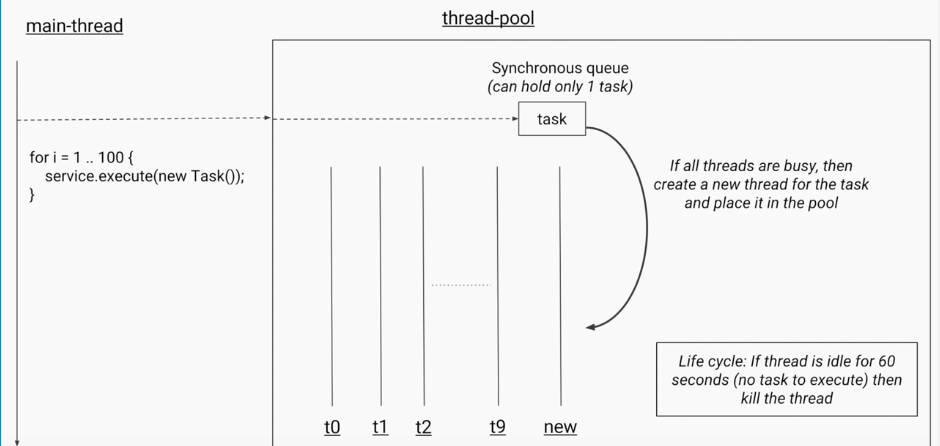 main-thread
thread-pool
Synchronous queue
(can hold only 1 task)
task
for i = 1 .. 100 {
service.execute(new Task());
}
If all threads are busy, then
create a new thread for the task
and place it in the pool
Life cycle: If thread is idle for 60
seconds (no task to execute) then
kill the thread
t0
t1
t2
t9
new